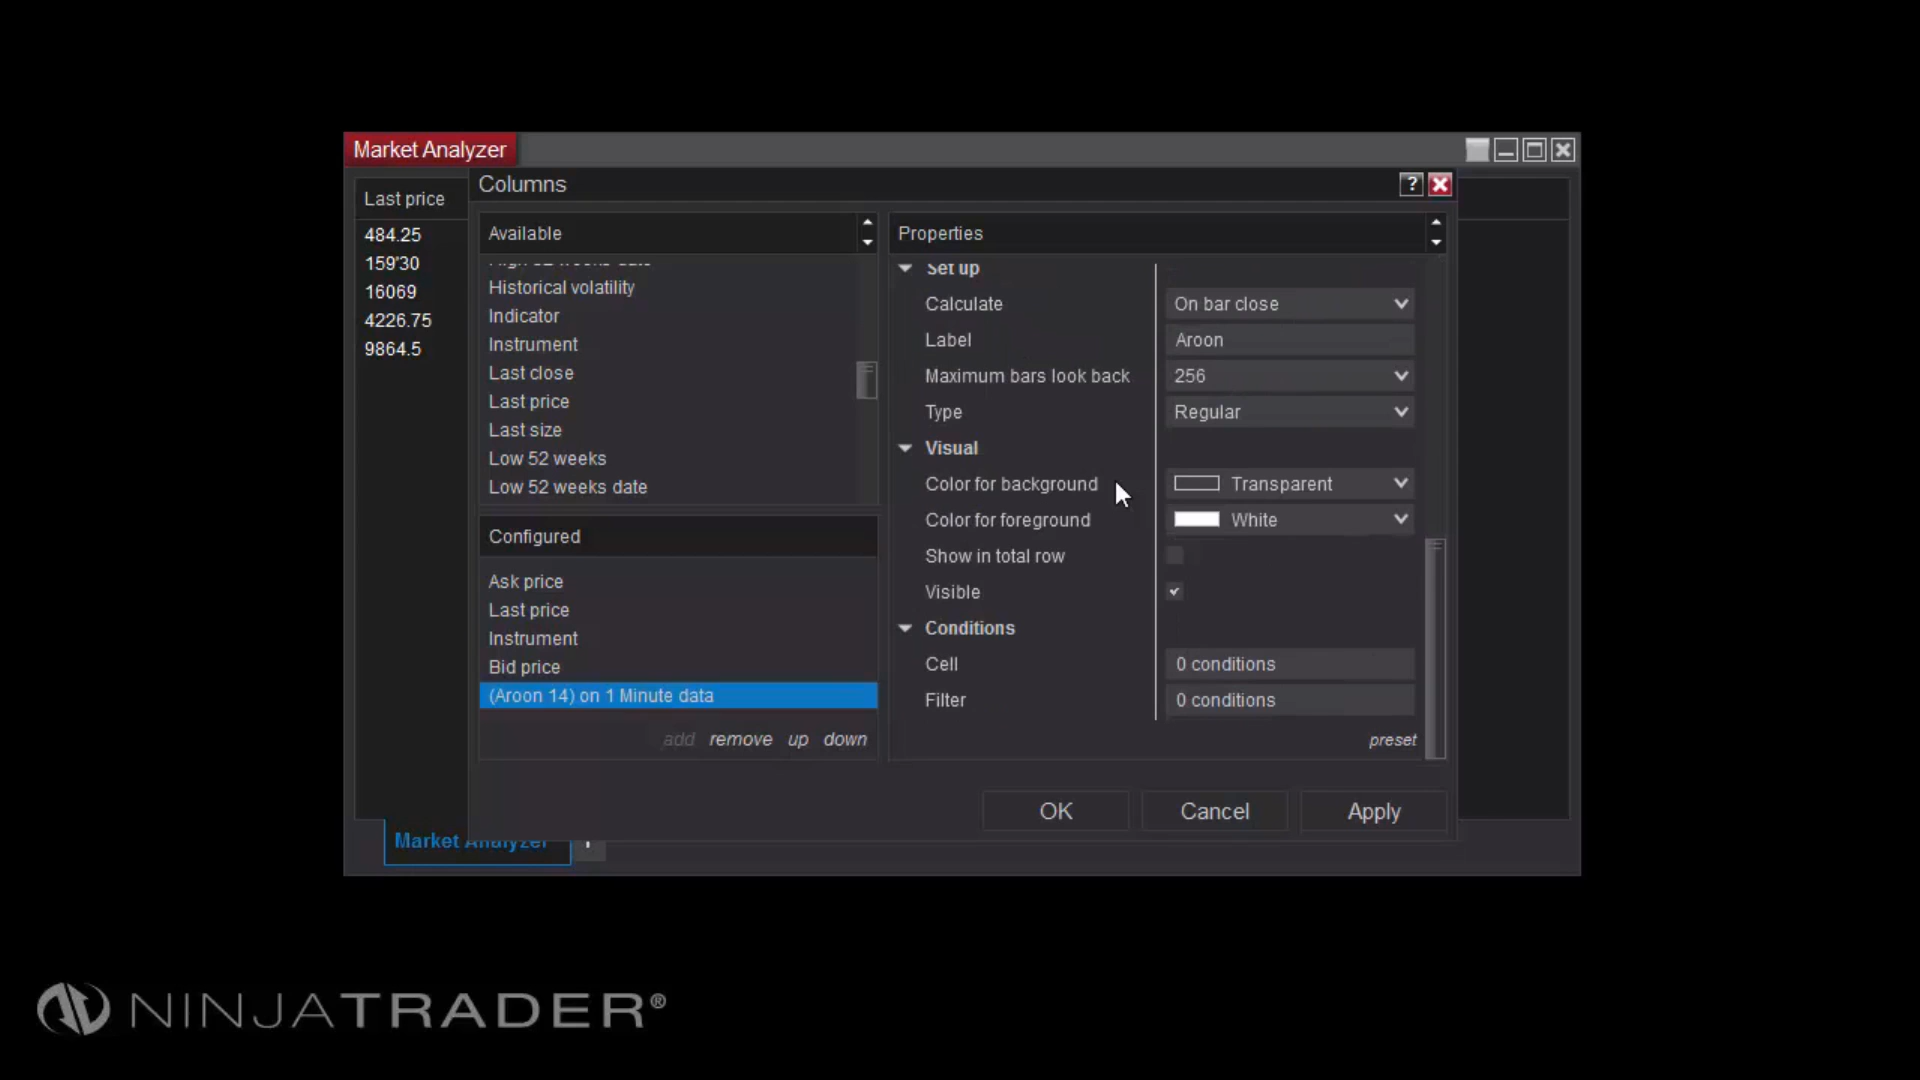 Market Analyzer
Columns
?
Last price
484.25
159'30
16069
4226.75
9864.5
Available
Historical volatility
Indicator
Instrument
Last close
Last price
Last size
Low 52 weeks
Low 52 weeks date
Configured
Ask price
Last price
Instrument
Bid price
(Aroon 14) on 1 Minute data
add remove up down
Properties
Set up
Calculate On bar close
Label Aroon
Maximum bars look back 256
Type Regular
Visual
Color for background Transparent
Color for foreground White
Show in total row
Visible
Conditions
Cell 0 conditions
Filter 0 conditions
preset
OK Cancel Apply
Market Analyzer
NINJATRADER®